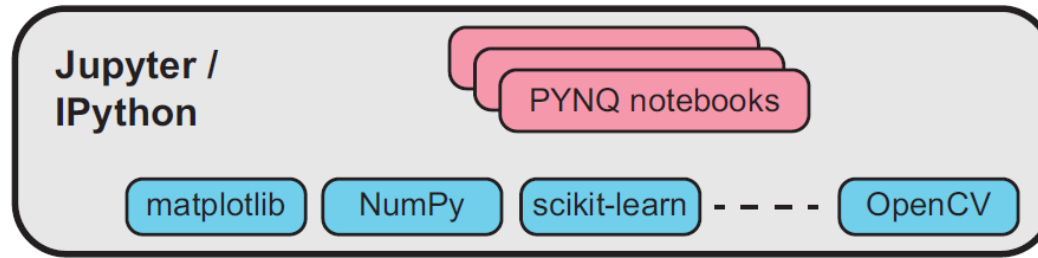 Jupyter /
IPython
PYNQ notebooks
matplotlib
NumPy
scikit-learn
OpenCV